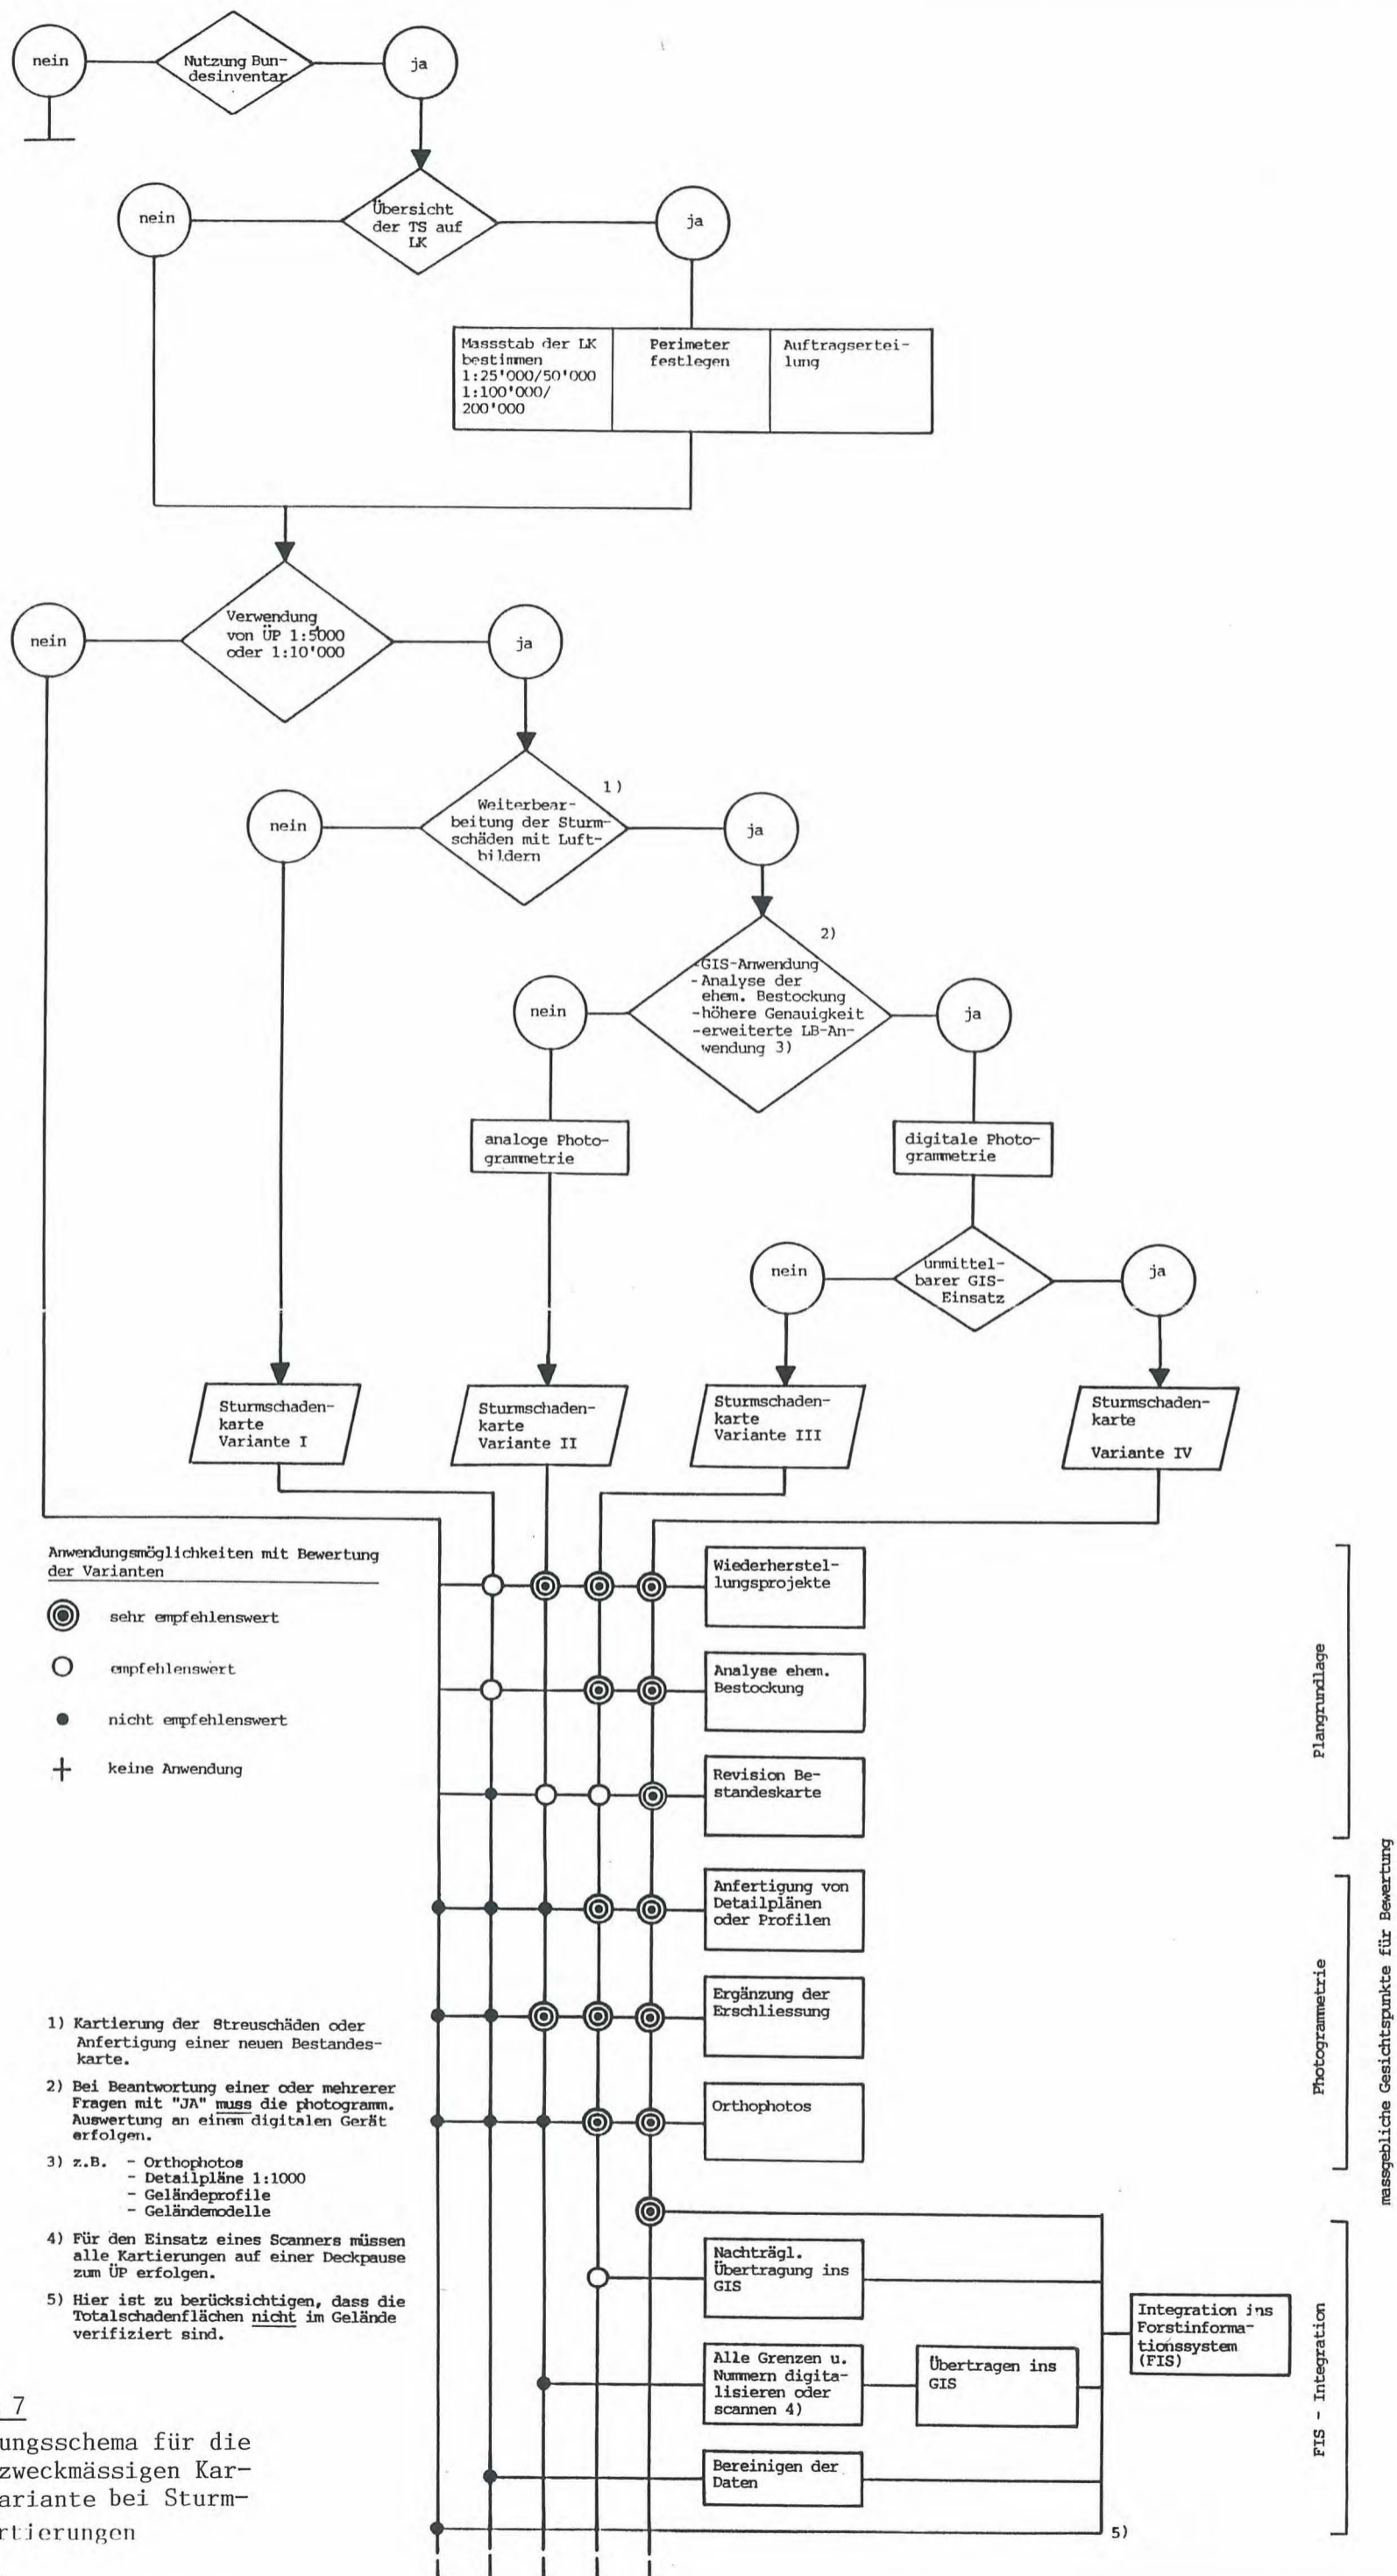 nein
Nutzung Bun-
desinventar
ja
nein
Übersicht
der TS auf
LK
ja
Massstab der LK
bestimmen
1:25'000/50'000
1:100'000/
200'000
Perimeter
festlegen
Auftragsertei-
lung
nein
Verwendung
von ÜP 1:5000
oder 1:10'000
ja
nein
Weiterbear-
beitung der Sturm-
schäden mit Luft-
bildern
1)
ja
nein
-GIS-Anwendung
-Analyse der
ehem. Bestockung
-höhere Genauigkeit
-erweiterte LB-An-
wendung 3)
2)
ja
analoge Photo-
grammetrie
digitale Photo-
grammetrie
nein
unmittel-
barer GIS-
Einsatz
ja
Sturmschaden-
karte
Variante I
Sturmschaden-
karte
Variante II
Sturmschaden-
karte
Variante III
Sturmschaden-
karte
Variante IV
Anwendungsmöglichkeiten mit Bewertung
der Varianten
sehr empfehlenswert
empfehlenswert
nicht empfehlenswert
keine Anwendung
Wiederherstel-
lungsprojekte
Analyse ehem.
Bestockung
Revision Be-
standeskarte
Anfertigung von
Detailplänen
oder Profilen
Ergänzung der
Erschliessung
Orthophotos
Nachträgl.
Übertragung ins
GIS
Alle Grenzen u.
Nummern digita-
lisieren oder
scannen 4)
Übertragen ins
GIS
Bereinigen der
Daten
Integration ins
Forstinforma-
tionssystem
(FIS)
5)
Plangrundlage
Photogrammetrie
FIS - Integration
massgebliche Gesichtspunkte für Bewertung
1) Kartierung der Streuschäden oder
Anfertigung einer neuen Bestandes-
karte.
2) Bei Beantwortung einer oder mehrerer
Fragen mit "JA" muss die photogramm.
Auswertung an einem digitalen Gerät
erfolgen.
3) z.B. - Orthophotos
- Detailpläne 1:1000
- Geländeprofile
- Geländemodelle
4) Für den Einsatz eines Scanners müssen
alle Kartierungen auf einer Deckpause
zum ÜP erfolgen.
5) Hier ist zu berücksichtigen, dass die
Totalschadenflächen nicht im Gelände
verifiziert sind.
7
ungsschema für die
zweckmässigen Kar-
ariante bei Sturm-
rtierungen